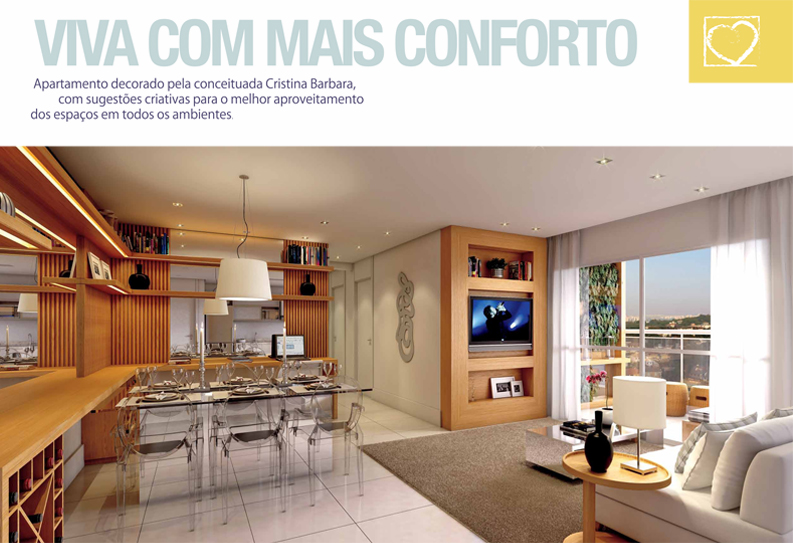 VIVA COM MAIS CONFORTO
Apartamento decorado pela conceituada Cristina Barbara,
com sugestões criativas para o melhor aproveitamento
dos espaços em todos os ambientes.